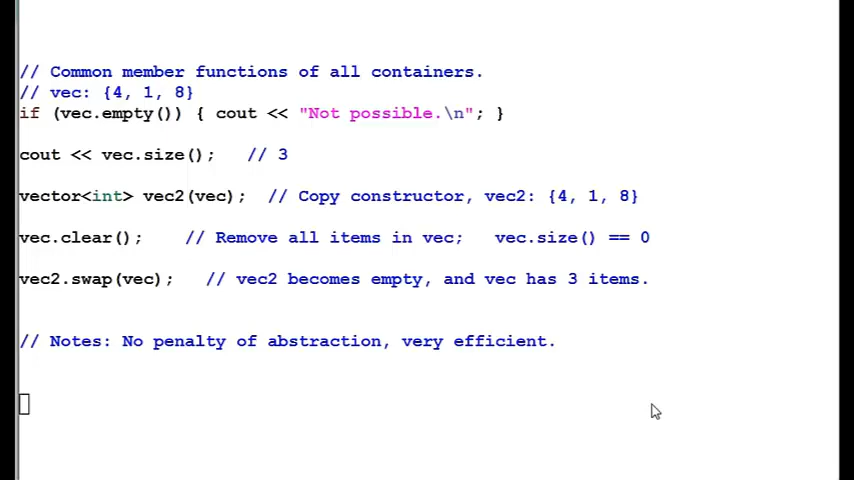 // Common member functions of all containers.
// vec: {4, 1, 8}
if (vec.empty()) { cout << "Not possible.\n"; }
cout << vec.size();   // 3
vector<int> vec2(vec);  // Copy constructor, vec2: {4, 1, 8}
vec.clear();    // Remove all items in vec;   vec.size() == 0
vec2.swap(vec);   // vec2 becomes empty, and vec has 3 items.
// Notes: No penalty of abstraction, very efficient.